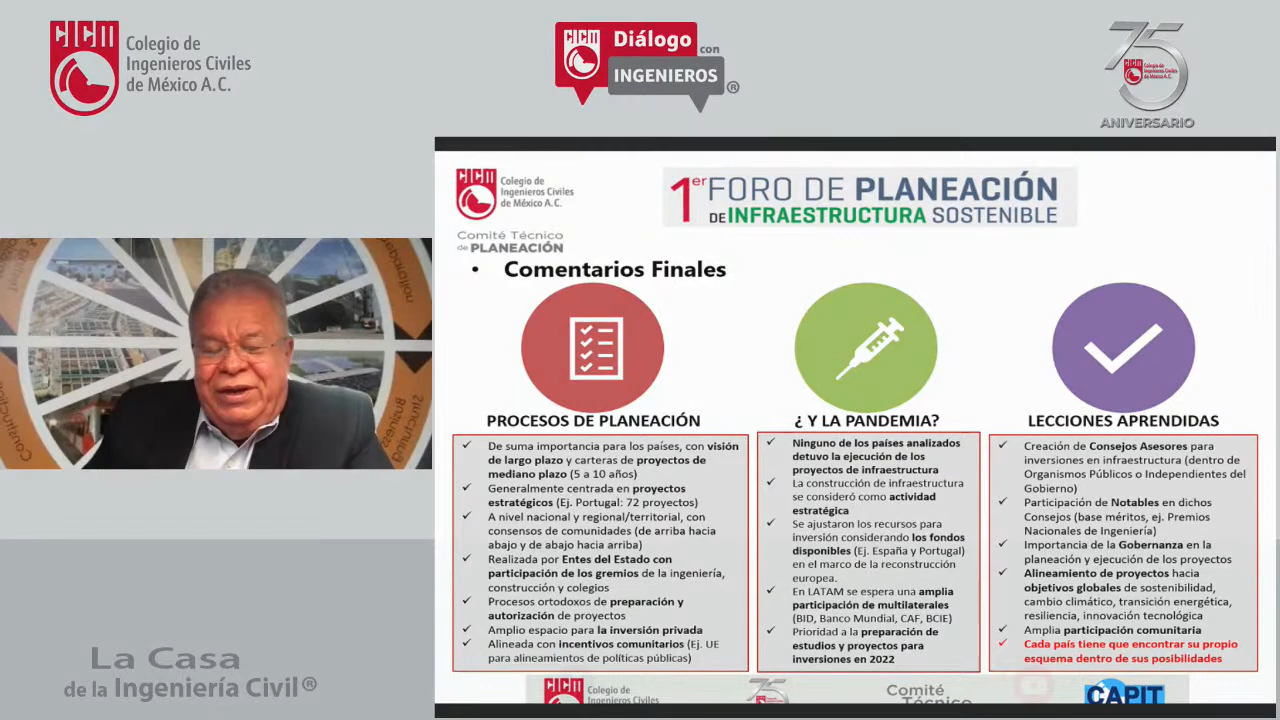 CICM
Colegio de
Ingenieros Civiles
de México A.C.
CICM
Diálogo
con
INGENIEROS®
75
CICM
ANIVERSARIO
CICM
Colegio de
Ingenieros Civiles
de México A.C.
Comité Técnico
de PLANEACIÓN
1er FORO DE PLANEACIÓN
DE INFRAESTRUCTURA SOSTENIBLE
• Comentarios Finales
PROCESOS DE PLANEACIÓN
✓ De suma importancia para los países, con visión
de largo plazo y carteras de proyectos de
mediano plazo (5 a 10 años)
✓ Generalmente centrada en proyectos
estratégicos (Ej. Portugal: 72 proyectos)
✓ A nivel nacional y regional/territorial, con
consensos de comunidades (de arriba hacia
abajo y de abajo hacia arriba)
✓ Realizada por Entes del Estado con
participación de los gremios de la ingeniería,
construcción y colegios
✓ Procesos ortodoxos de preparación y
autorización de proyectos
✓ Amplio espacio para la inversión privada
✓ Alineada con incentivos comunitarios (Ej. UE
para alineamientos de políticas públicas)
¿ Y LA PANDEMIA?
✓ Ninguno de los países analizados
detuvo la ejecución de los
proyectos de infraestructura
✓ La construcción de infraestructura
se consideró como actividad
estratégica
✓ Se ajustaron los recursos para
inversión considerando los fondos
disponibles (Ej. España y Portugal)
en el marco de la reconstrucción
europea.
✓ En LATAM se espera una amplia
participación de multilaterales
(BID, Banco Mundial, CAF, BCIE)
✓ Prioridad a la preparación de
estudios y proyectos para
inversiones en 2022
LECCIONES APRENDIDAS
✓ Creación de Consejos Asesores para
inversiones en infraestructura (dentro de
Organismos Públicos o Independientes del
Gobierno)
✓ Participación de Notables en dichos
Consejos (base méritos, ej. Premios
Nacionales de Ingeniería)
✓ Importancia de la Gobernanza en la
planeación y ejecución de los proyectos
✓ Alineamiento de proyectos hacia
objetivos globales de sostenibilidad,
cambio climático, transición energética,
resiliencia, innovación tecnológica
✓ Amplia participación comunitaria
✓ Cada país tiene que encontrar su propio
esquema dentro de sus posibilidades
CICM
Colegio de
Ingenieros Civiles
75
Comité
Técnico
CAPIT
La Casa
de la Ingeniería Civil®